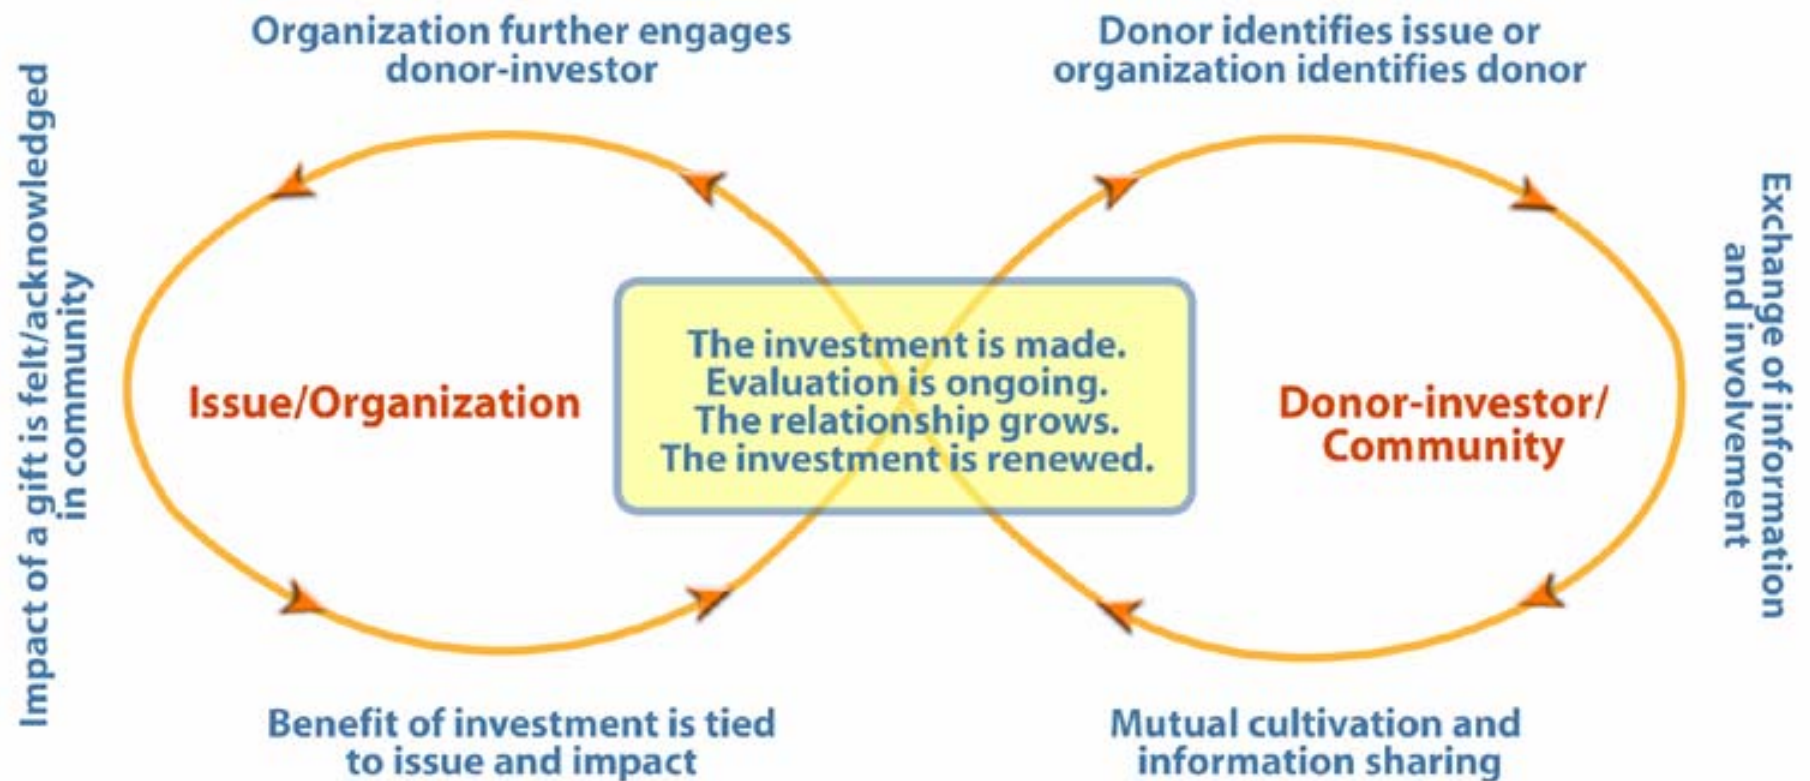 Organization further engages
donor-investor
Donor identifies issue or
organization identifies donor
Impact of a gift is felt/acknowledged
in community
Issue/Organization
The investment is made.
Evaluation is ongoing.
The relationship grows.
The investment is renewed.
Donor-investor/
Community
Exchange of information
and involvement
Benefit of investment is tied
to issue and impact
Mutual cultivation and
information sharing